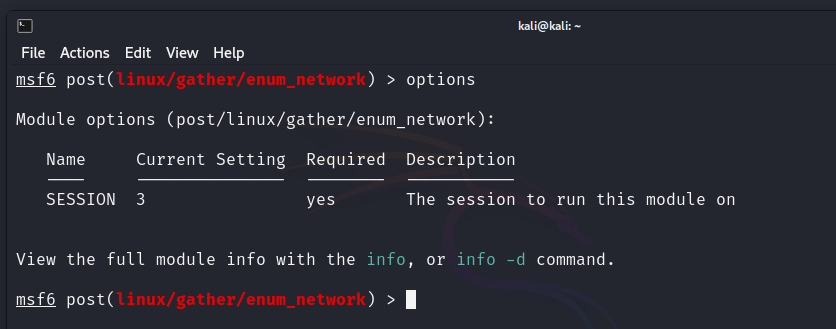 kali@kali: ~
File Actions Edit View Help
msf6 post(linux/gather/enum_network) > options
Module options (post/linux/gather/enum_network):
Name Current Setting Required Description
SESSION 3 yes The session to run this module on
View the full module info with the info, or info -d command.
msf6 post(linux/gather/enum_network) >